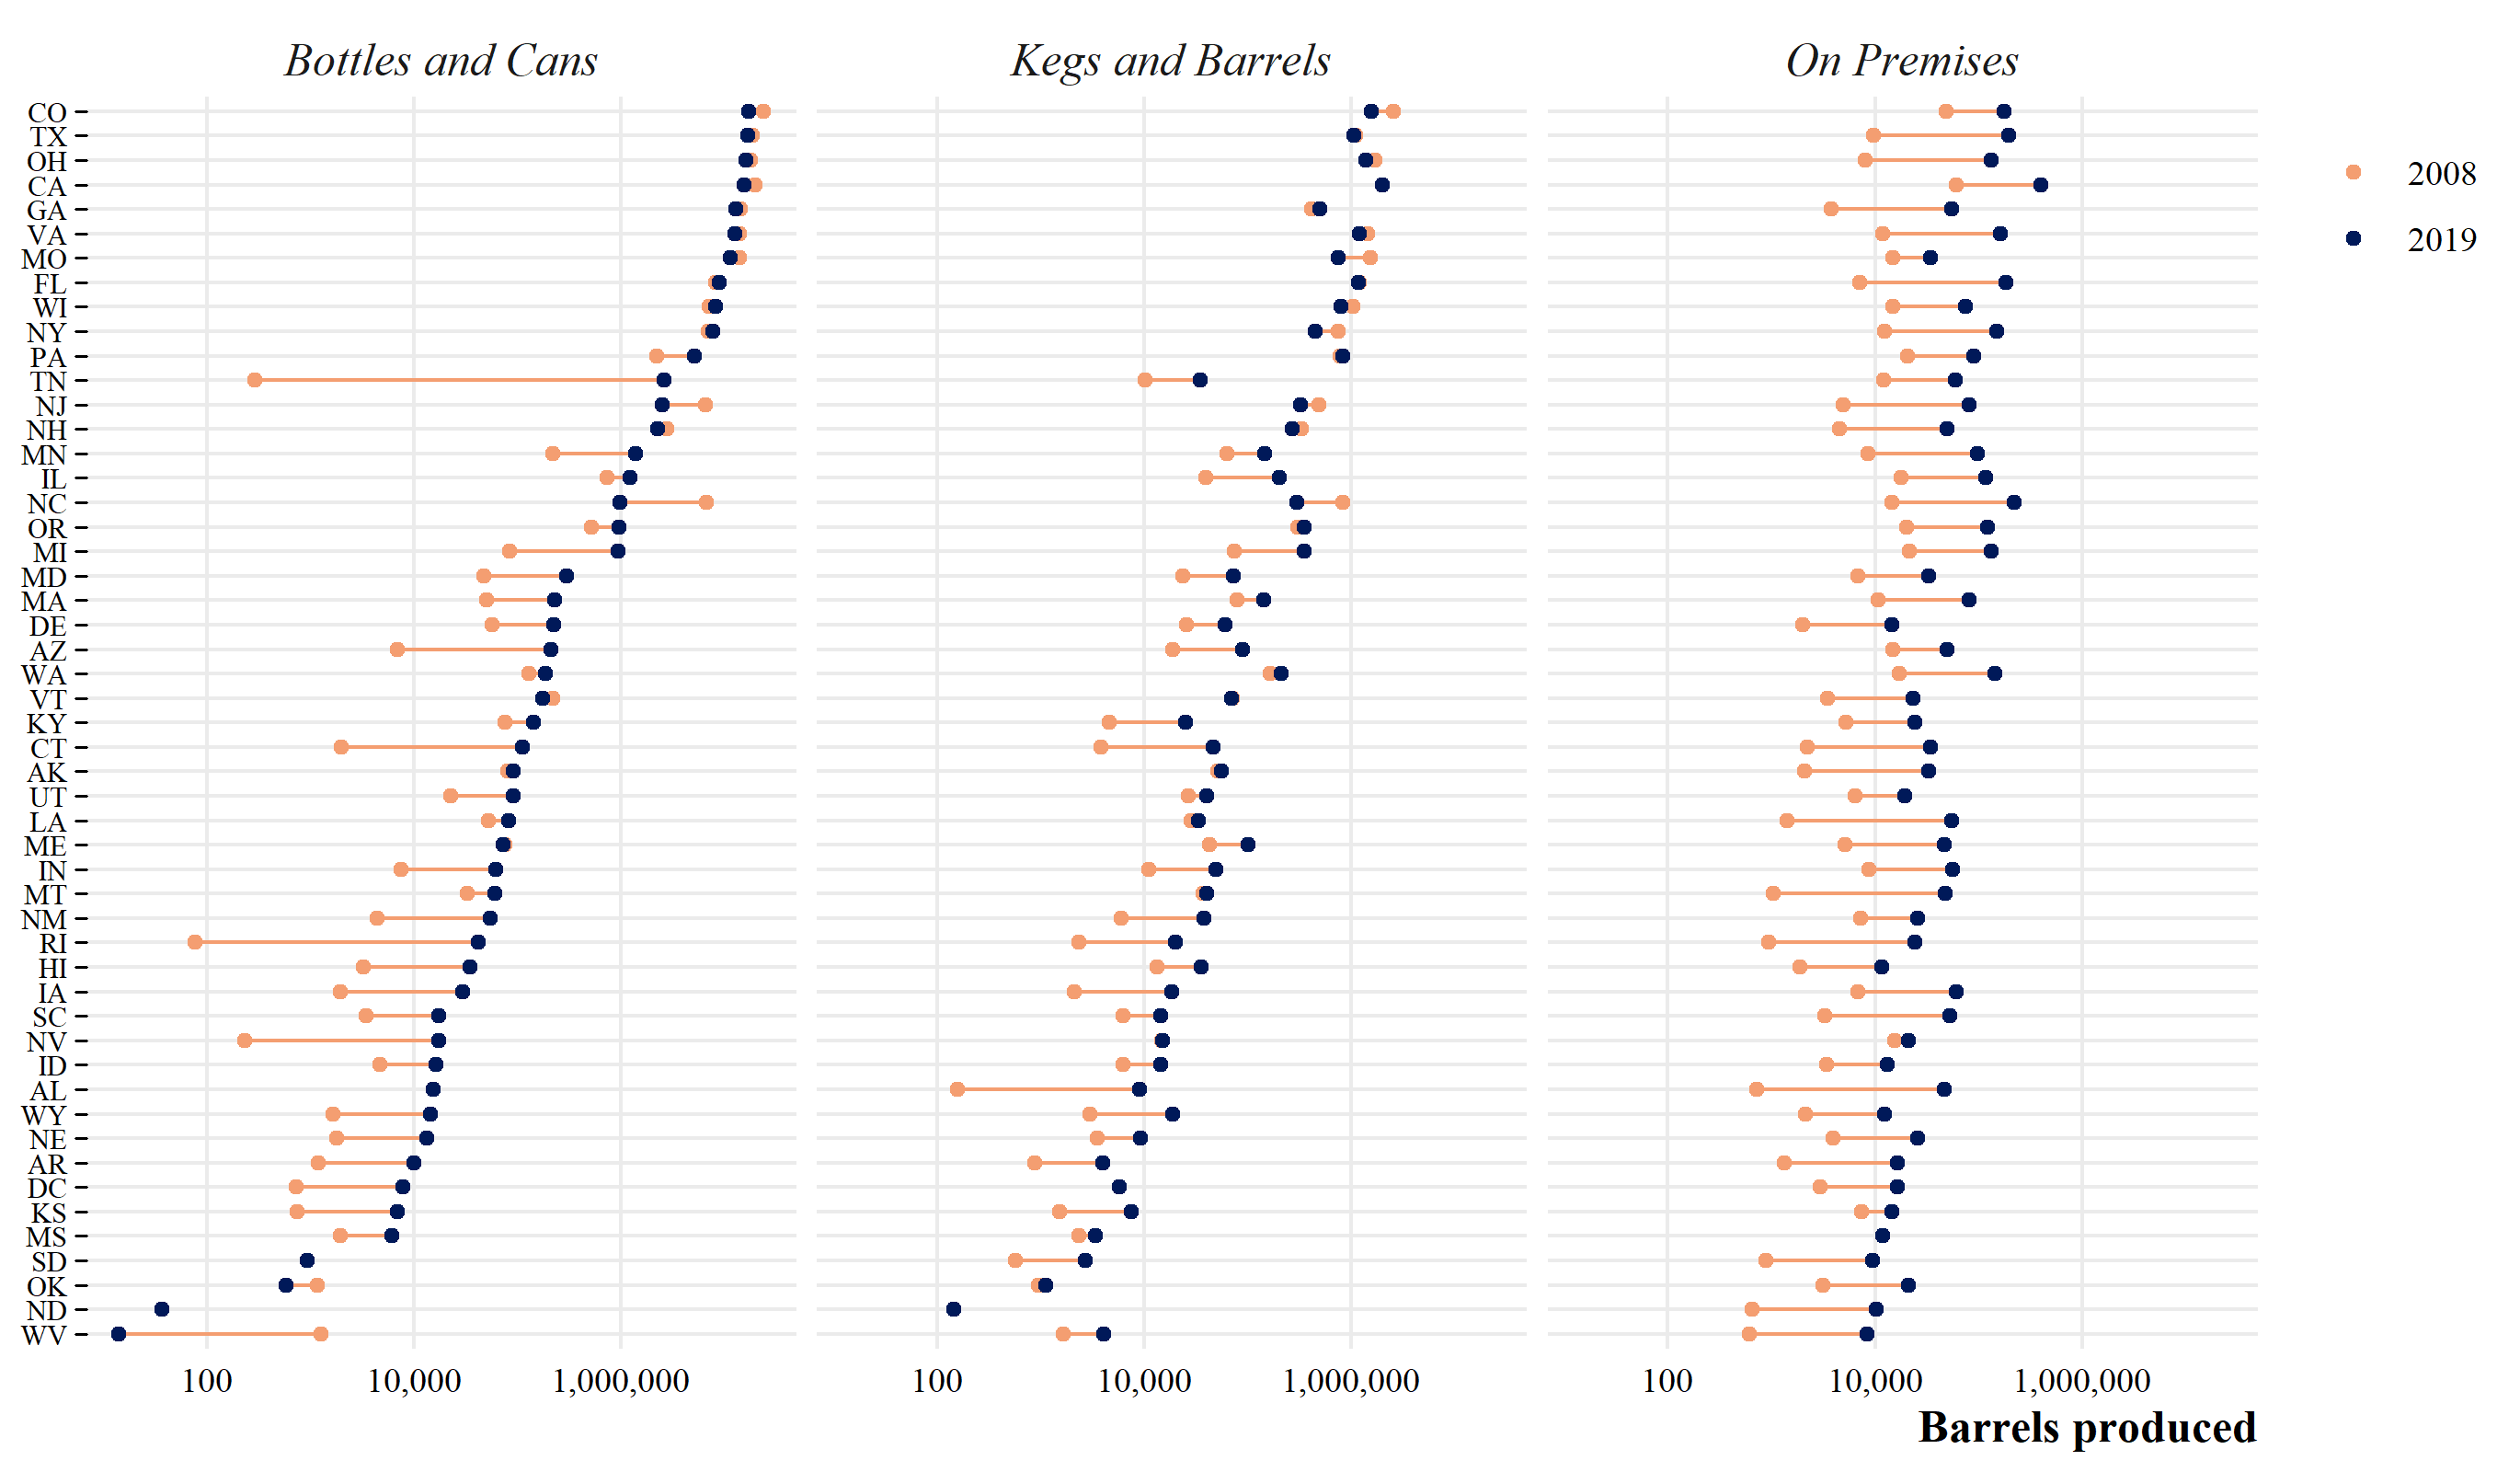 Bottles and Cans
Kegs and Barrels
On Premises
CO
TX
OH
CA
GA
VA
MO
FL
WI
NY
PA
TN
NJ
NH
MN
IL
NC
OR
MI
MD
MA
DE
AZ
WA
VT
KY
CT
AK
UT
LA
ME
IN
MT
NM
RI
HI
IA
SC
NV
ID
AL
WY
NE
AR
DC
KS
MS
SD
OK
ND
WV
100 10,000 1,000,000
100 10,000 1,000,000
100 10,000 1,000,000
Barrels produced
2008
2019